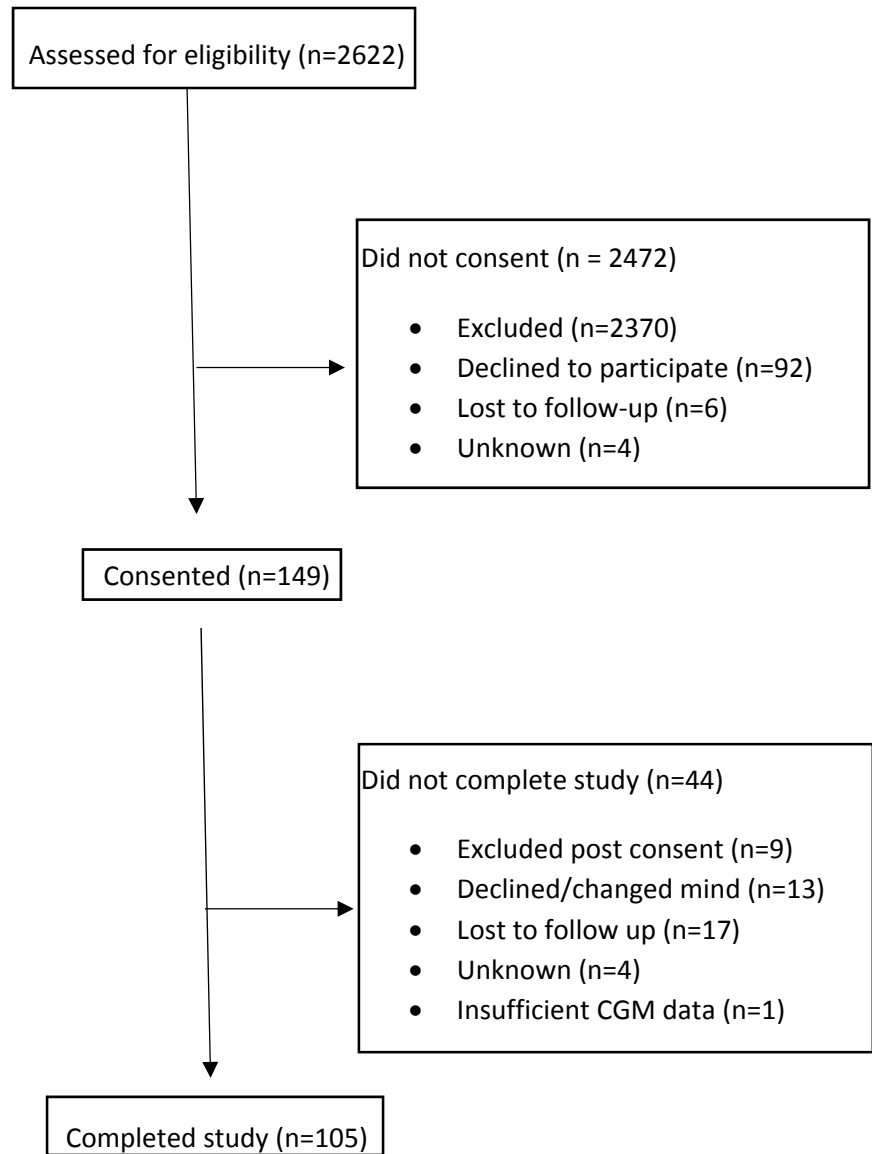 Assessed for eligibility (n=2622)
Did not consent (n = 2472)
• Excluded (n=2370)
• Declined to participate (n=92)
• Lost to follow-up (n=6)
• Unknown (n=4)
Consented (n=149)
Did not complete study (n=44)
• Excluded post consent (n=9)
• Declined/changed mind (n=13)
• Lost to follow up (n=17)
• Unknown (n=4)
• Insufficient CGM data (n=1)
Completed study (n=105)